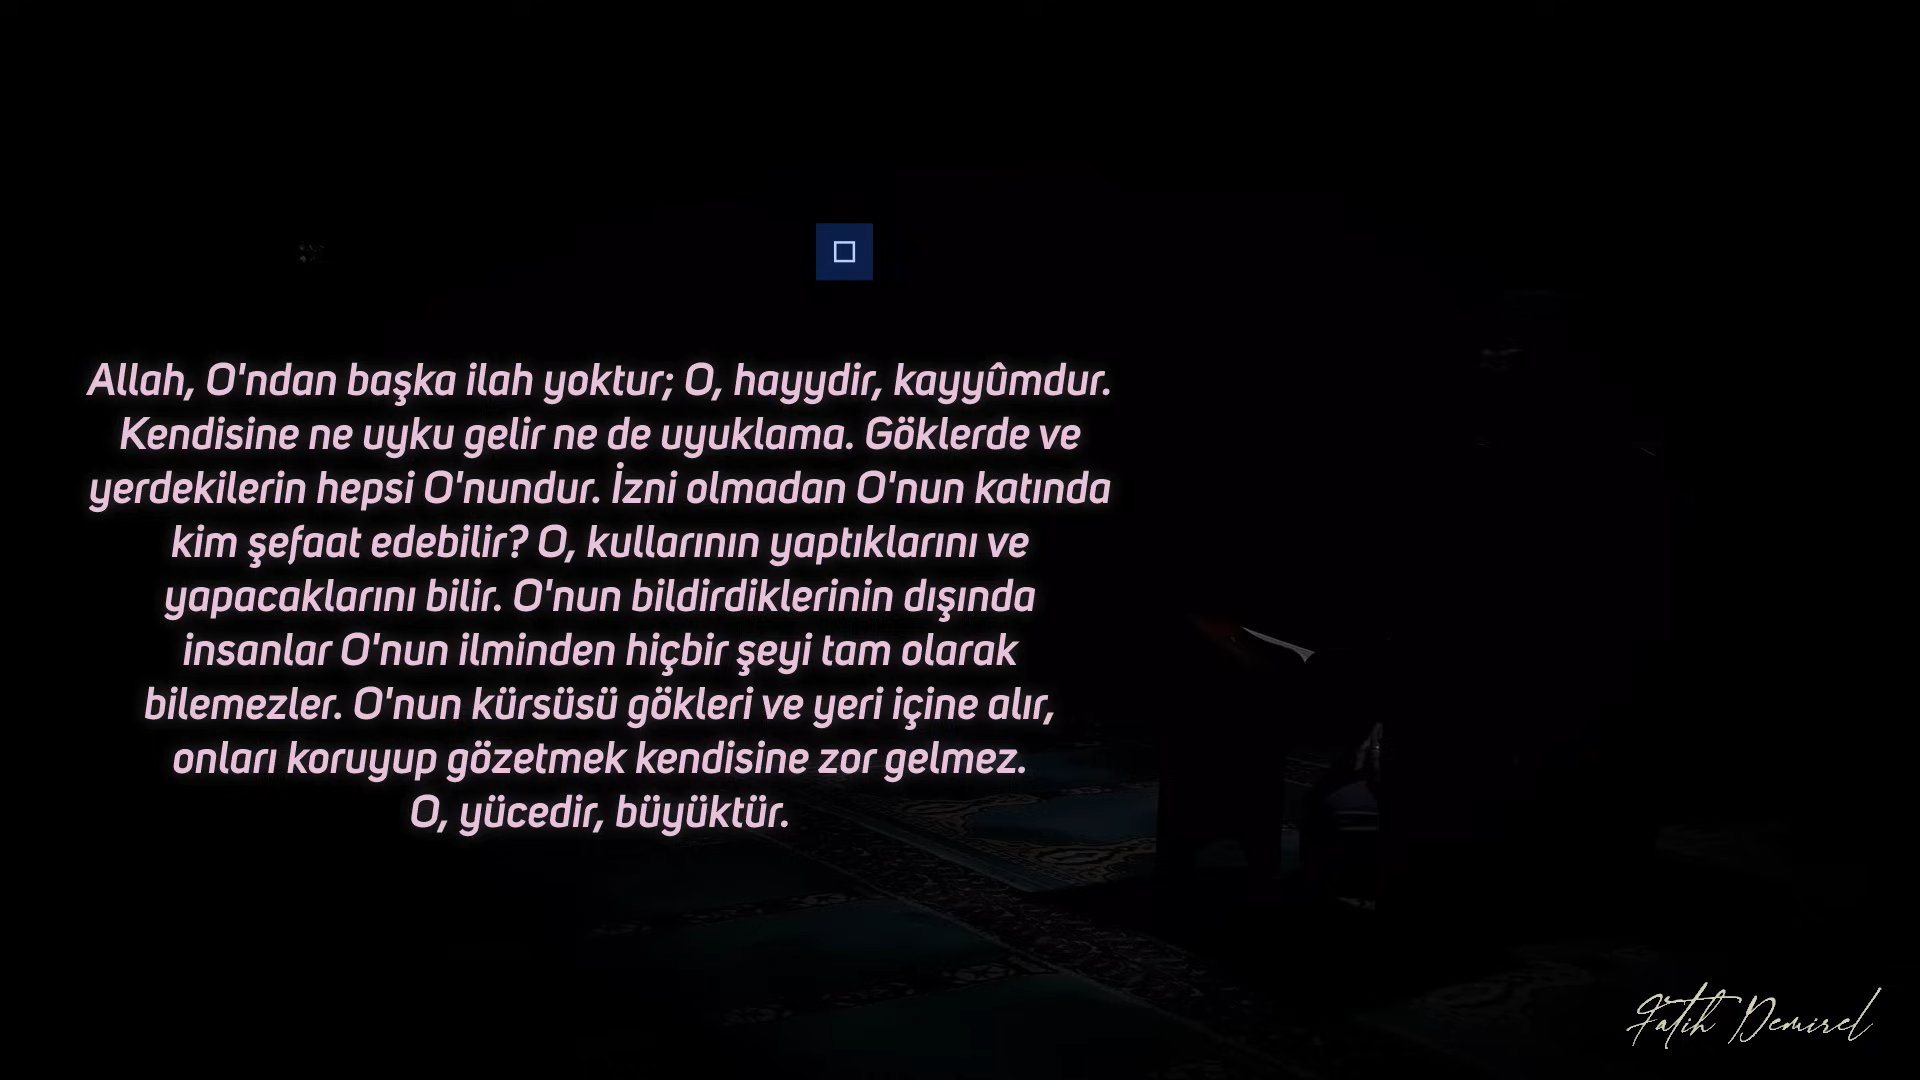 Allah, O'ndan başka ilah yoktur; O, hayydir, kayyûmdur.
Kendisine ne uyku gelir ne de uyuklama. Göklerde ve
yerdekilerin hepsi O'nundur. İzni olmadan O'nun katında
kim şefaat edebilir? O, kullarının yaptıklarını ve
yapacaklarını bilir. O'nun bildirdiklerinin dışında
insanlar O'nun ilminden hiçbir şeyi tam olarak
bilemezler. O'nun kürsüsü gökleri ve yeri içine alır,
onları koruyup gözetmek kendisine zor gelmez.
O, yücedir, büyüktür.
Fatih Demirel